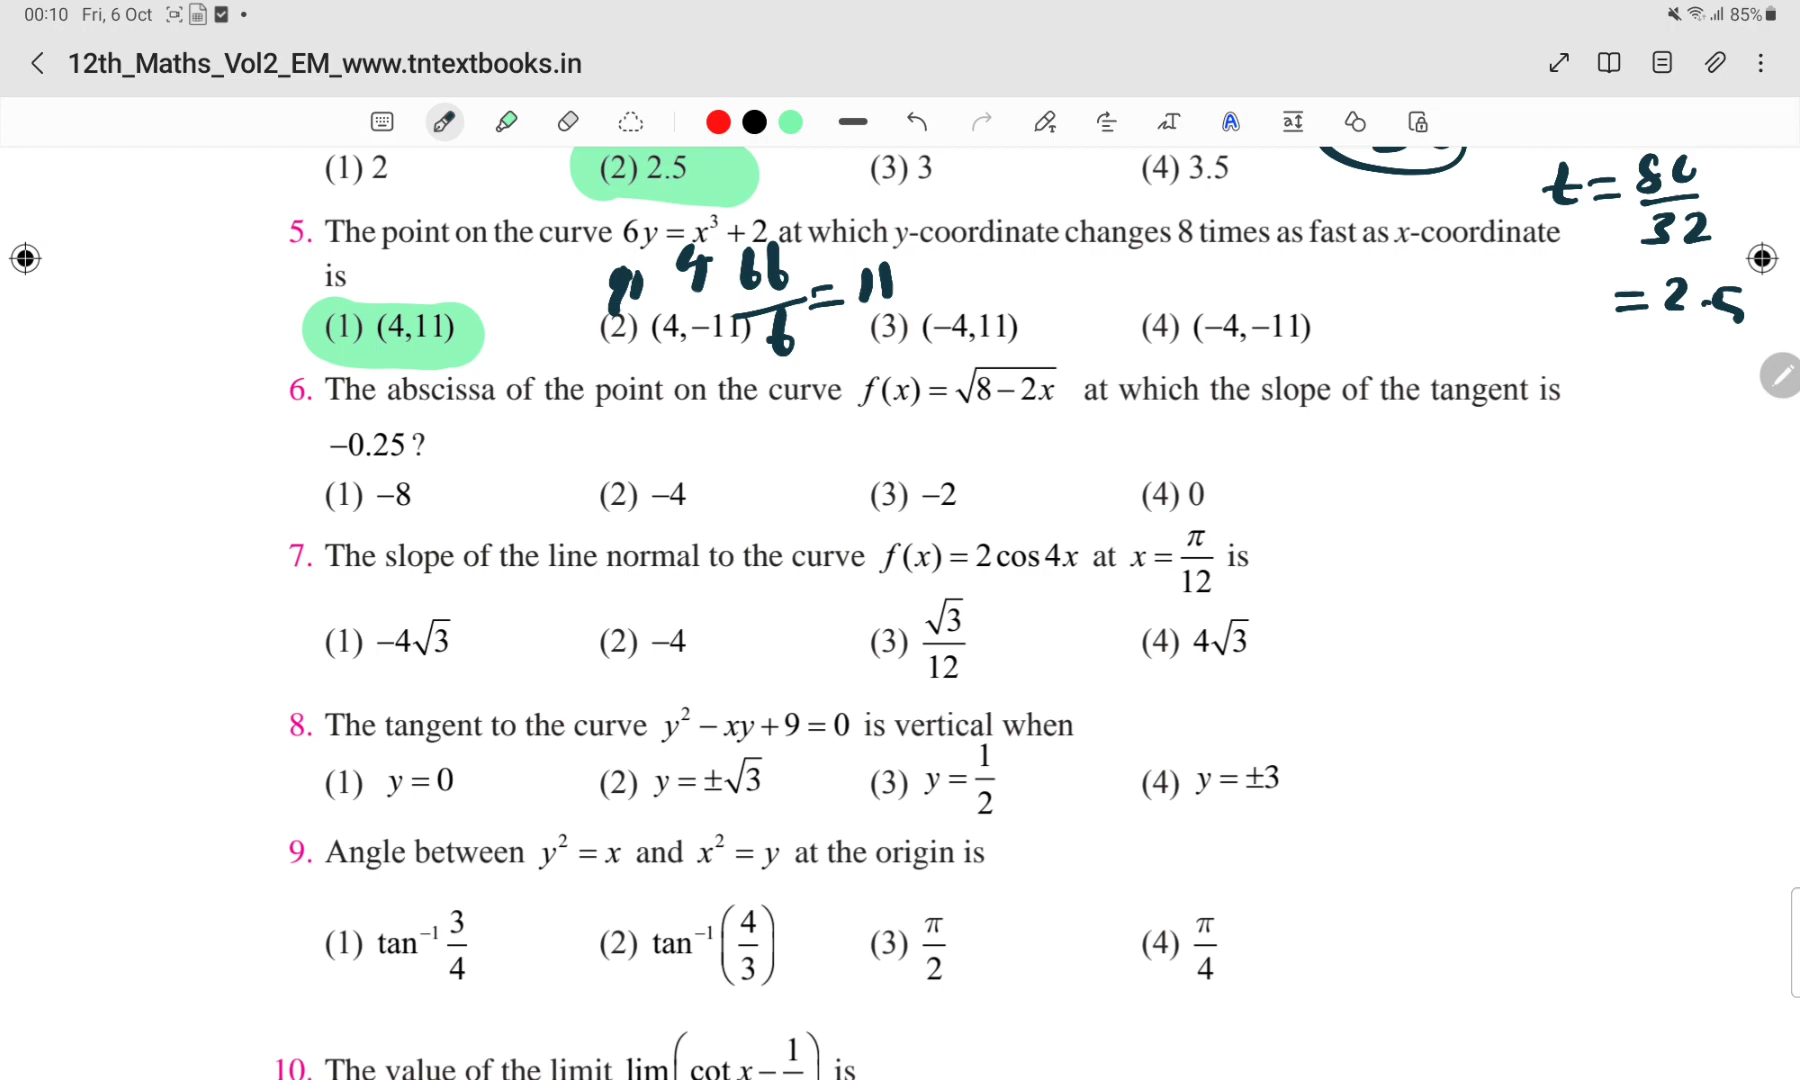 00:10 Fri, 6 Oct
85%
12th_Maths_Vol2_EM_www.tntextbooks.in
(1) 2 (2) 2.5 (3) 3 (4) 3.5
t = 80/32
= 2.5
5. The point on the curve 6y = x³ + 2 at which y-coordinate changes 8 times as fast as x-coordinate
is
4 66/6 = 11
(1) (4,11) (2) (4,−11) (3) (−4,11) (4) (−4,−11)
6. The abscissa of the point on the curve f(x) = √(8−2x) at which the slope of the tangent is
−0.25 ?
(1) −8 (2) −4 (3) −2 (4) 0
7. The slope of the line normal to the curve f(x) = 2cos4x at x = π/12 is
(1) −4√3 (2) −4 (3) √3/12 (4) 4√3
8. The tangent to the curve y² − xy + 9 = 0 is vertical when
(1) y = 0 (2) y = ±√3 (3) y = 1/2 (4) y = ±3
9. Angle between y² = x and x² = y at the origin is
(1) tan⁻¹ 3/4 (2) tan⁻¹(4/3) (3) π/2 (4) π/4
10. The value of the limit lim(cot x − 1 is